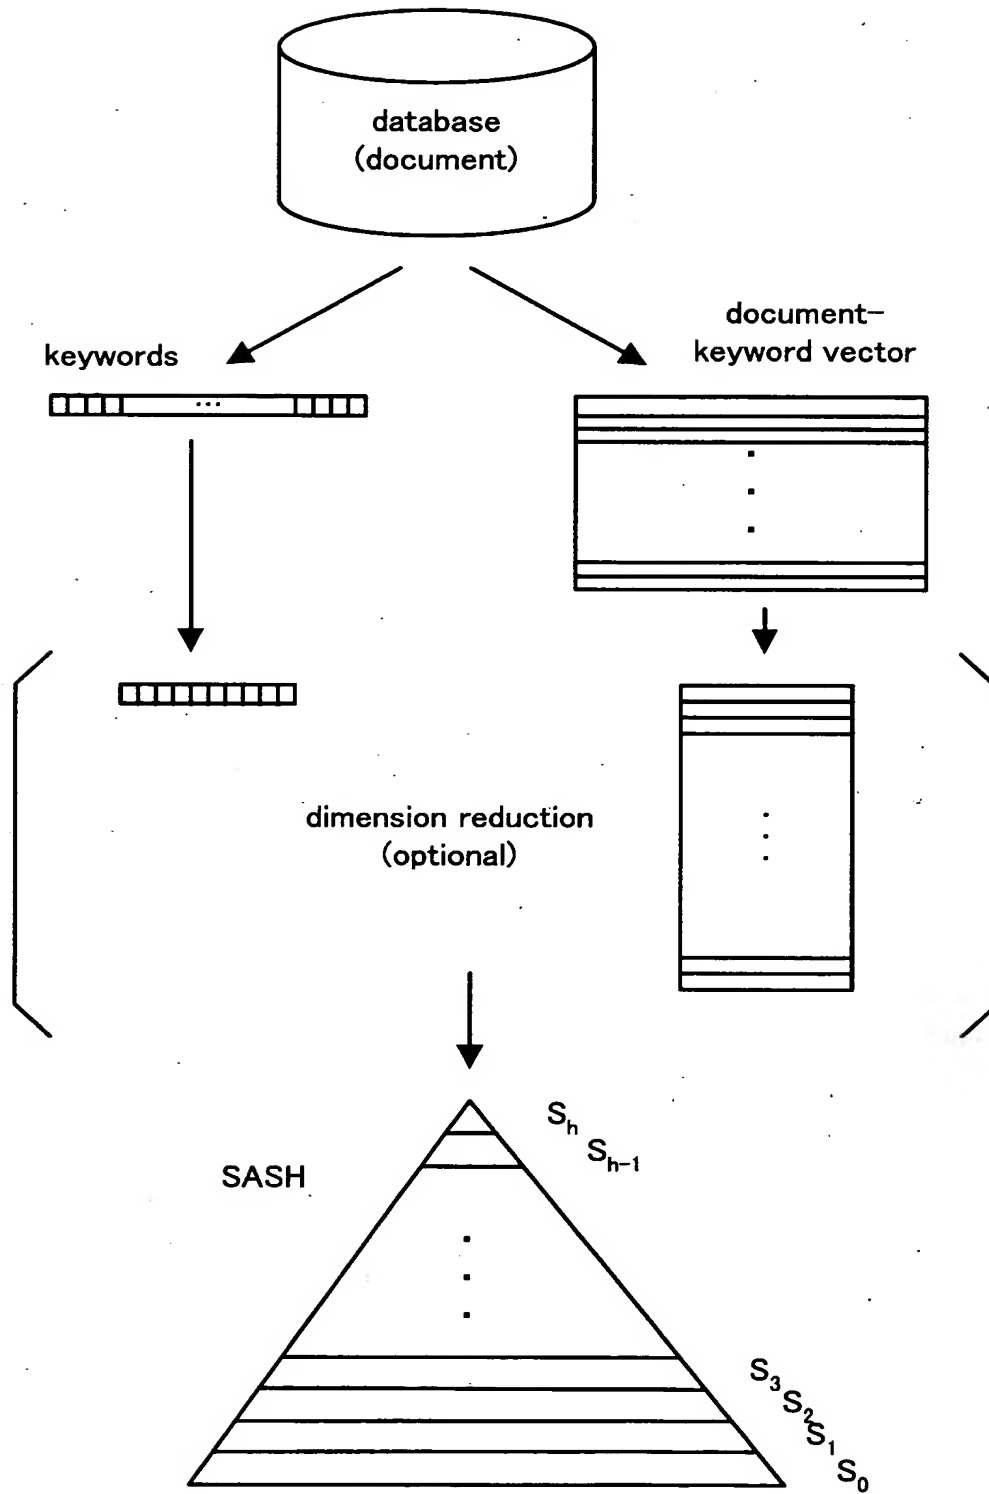 database
(document)
document-
keyword vector
keywords
dimension reduction
(optional)
Sh
Sh-1
SASH
S3
S2
S1
S0